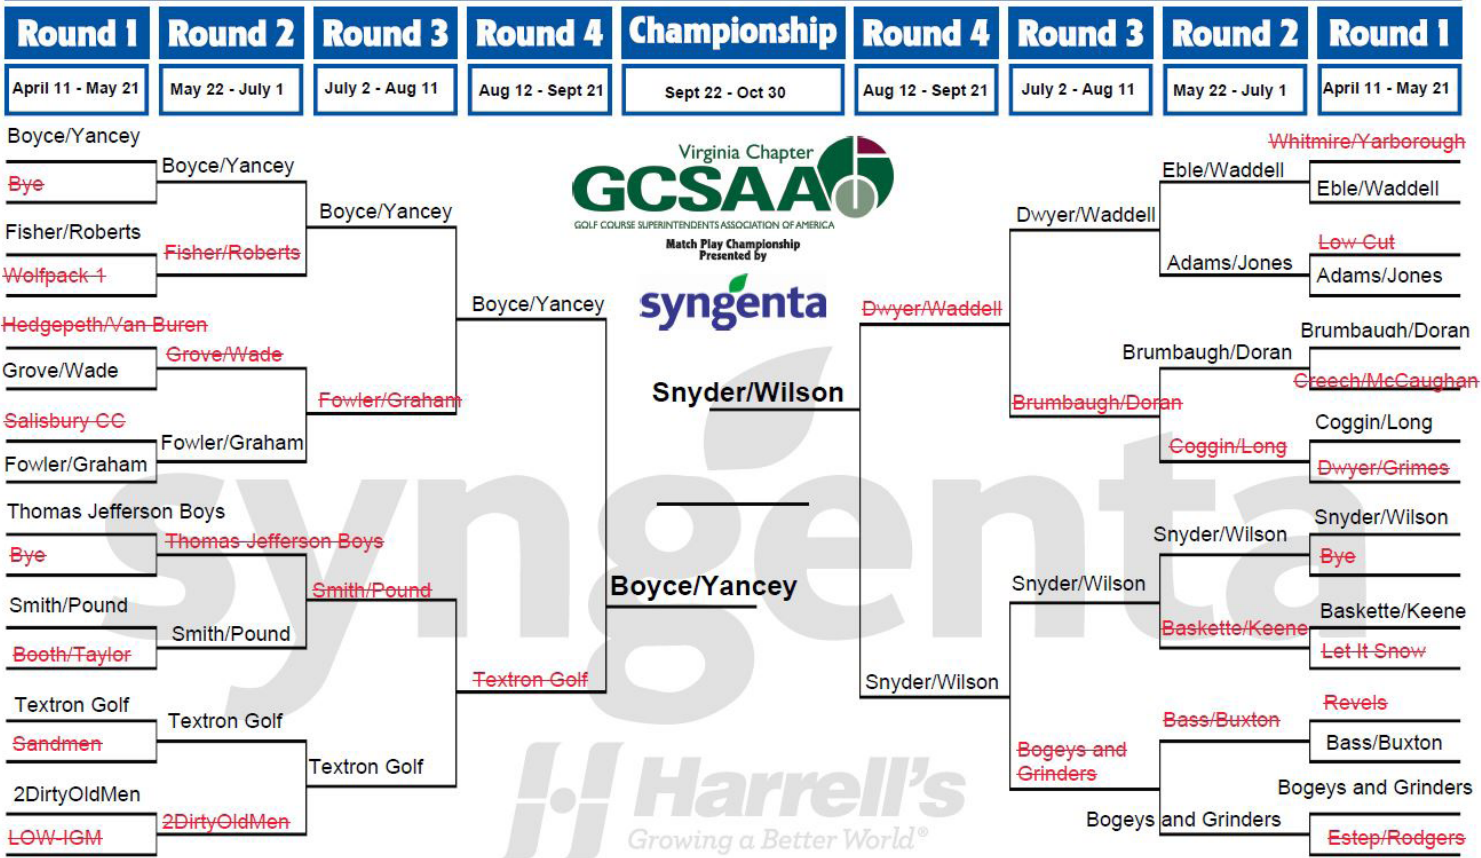 Round 1 Round 2 Round 3 Round 4 Championship Round 4 Round 3 Round 2 Round 1
April 11 - May 21 May 22 - July 1 July 2 - Aug 11 Aug 12 - Sept 21 Sept 22 - Oct 30 Aug 12 - Sept 21 July 2 - Aug 11 May 22 - July 1 April 11 - May 21
Boyce/Yancey
Bye
Fisher/Roberts
Wolfpack 1
Hedgepeth/Van Buren
Grove/Wade
Salisbury CC
Fowler/Graham
Thomas Jefferson Boys
Bye
Smith/Pound
Booth/Taylor
Textron Golf
Sandmen
2DirtyOldMen
LOW-IGM
Boyce/Yancey
Fisher/Roberts
Grove/Wade
Fowler/Graham
Thomas Jefferson Boys
Smith/Pound
Textron Golf
2DirtyOldMen
Boyce/Yancey
Fowler/Graham
Smith/Pound
Textron Golf
Boyce/Yancey
Textron Golf
Virginia Chapter
GCSAA
GOLF COURSE SUPERINTENDENTS ASSOCIATION OF AMERICA
Match Play Championship
Presented by
syngenta
Snyder/Wilson
Boyce/Yancey
syngenta
Harrell's
Growing a Better World®
Dwyer/Waddell
Snyder/Wilson
Dwyer/Waddell
Brumbaugh/Doran
Snyder/Wilson
Bogeys and
Grinders
Eble/Waddell
Adams/Jones
Brumbaugh/Doran
Coggin/Long
Snyder/Wilson
Baskette/Keene
Bass/Buxton
Bogeys and Grinders
Whitmire/Yarborough
Eble/Waddell
Low Cut
Adams/Jones
Brumbaugh/Doran
Creech/McCaughan
Coggin/Long
Dwyer/Grimes
Snyder/Wilson
Bye
Baskette/Keene
Let It Snow
Revels
Bass/Buxton
Bogeys and Grinders
Estep/Rodgers